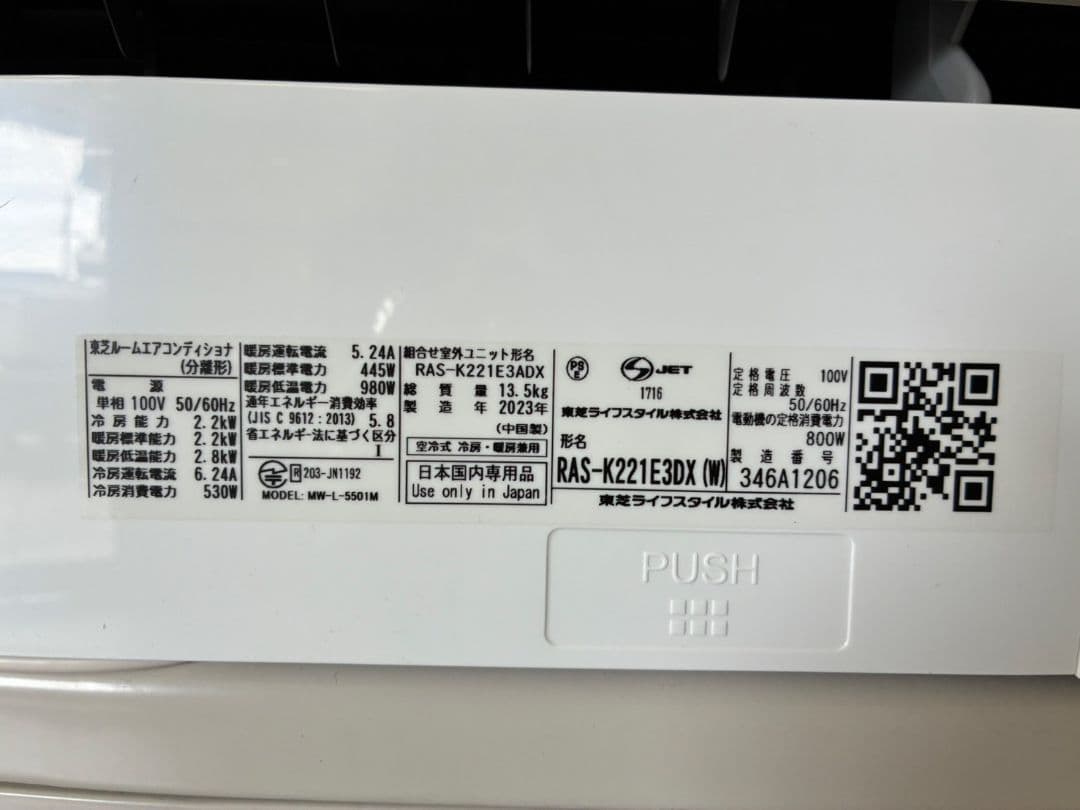 東芝ルームエアコンディショナ
(分離形)
電源
単相 100V 50/60Hz
冷房能力 2.2kW
暖房標準能力 2.2kW
暖房低温能力 2.8kW
冷房運転電流 6.24A
冷房消費電力 530W
暖房運転電流 5.24A
暖房標準電力 445W
暖房低温電力 980W
通年エネルギー消費効率
(JIS C 9612:2013) 5.8
省エネルギー法に基づく区分
I
R 203-JN1192
MODEL: MW-L-5501M
組合せ室外ユニット形名
RAS-K221E3ADX
総質量 13.5kg
製造年 2023年
(中国製)
空冷式 冷房・暖房兼用
日本国内専用品
Use only in Japan
PS E
JET
1716
東芝ライフスタイル株式会社
形名
RAS-K221E3DX(W)
定格電圧 100V
定格周波数
50/60Hz
電動機の定格消費電力
800W
製造番号
346A1206
東芝ライフスタイル株式会社
PUSH